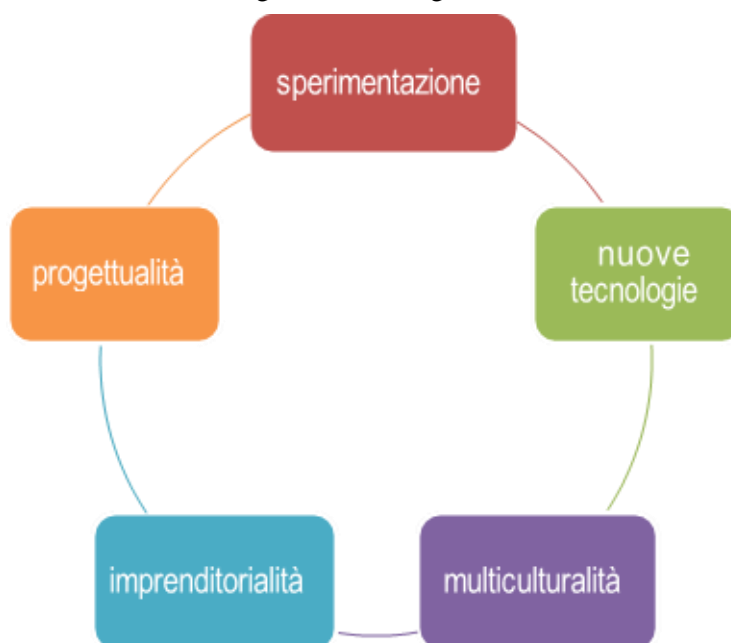 sperimentazione
nuove
tecnologie
multiculturalità
imprenditorialità
progettualità